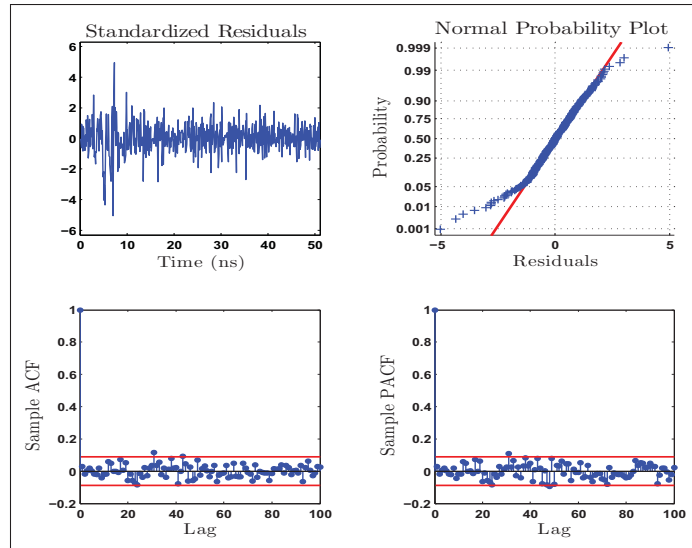 Standardized Residuals
6
4
2
0
−2
−4
−6
0 10 20 30 40 50
Time (ns)
Normal Probability Plot
Probability
0.999
0.99
0.90
0.75
0.50
0.25
0.05
0.01
0.001
−5 0 5
Residuals
Sample ACF
1
0.8
0.6
0.4
0.2
0
−0.2
0 20 40 60 80 100
Lag
Sample PACF
1
0.8
0.6
0.4
0.2
0
−0.2
0 20 40 60 80 100
Lag